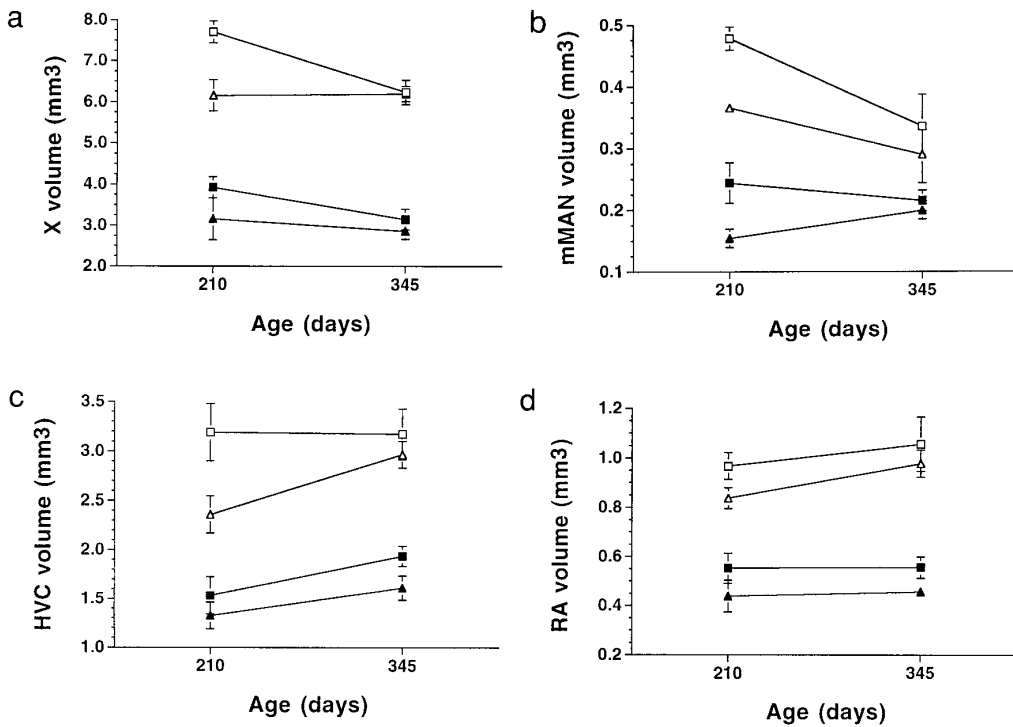 a
8.0
7.0
6.0
5.0
4.0
3.0
2.0
X volume (mm3)
210
345
Age (days)
b
0.5
0.4
0.3
0.2
0.1
mMAN volume (mm3)
210
345
Age (days)
c
3.5
3.0
2.5
2.0
1.5
1.0
HVC volume (mm3)
210
345
Age (days)
d
1.2
1.0
0.8
0.6
0.4
0.2
RA volume (mm3)
210
345
Age (days)